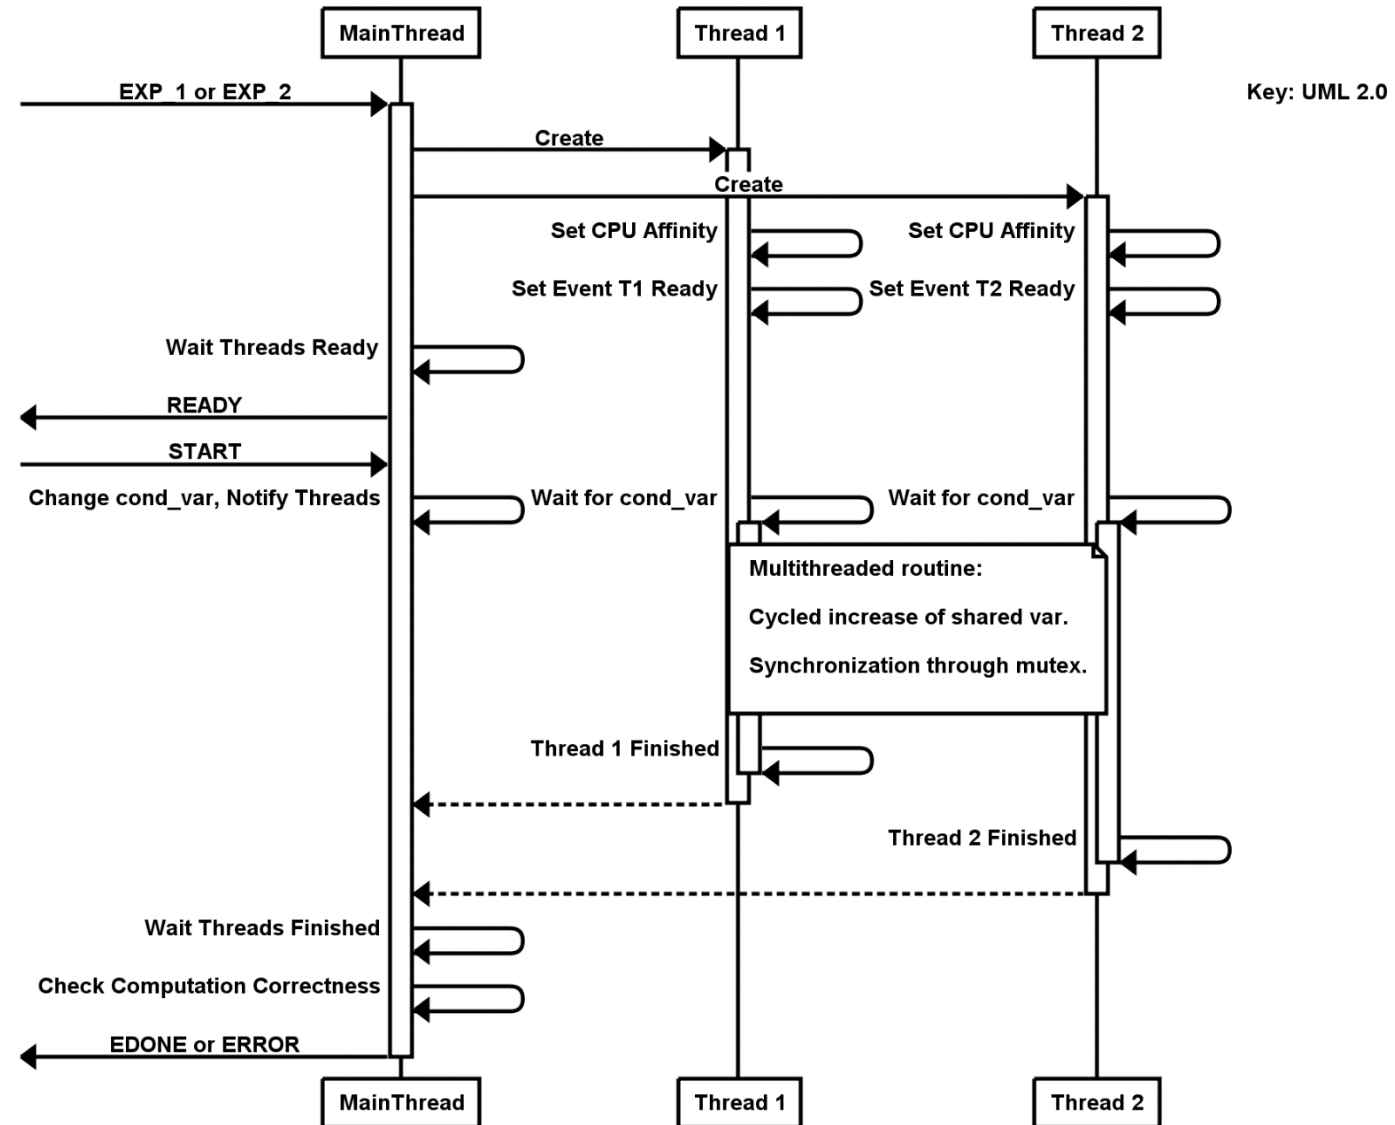 MainThread
Thread 1
Thread 2
EXP_1 or EXP_2
Key: UML 2.0
Create
Create
Set CPU Affinity
Set CPU Affinity
Set Event T1 Ready
Set Event T2 Ready
Wait Threads Ready
READY
START
Change cond_var, Notify Threads
Wait for cond_var
Wait for cond_var
Multithreaded routine:
Cycled increase of shared var.
Synchronization through mutex.
Thread 1 Finished
Thread 2 Finished
Wait Threads Finished
Check Computation Correctness
EDONE or ERROR
MainThread
Thread 1
Thread 2